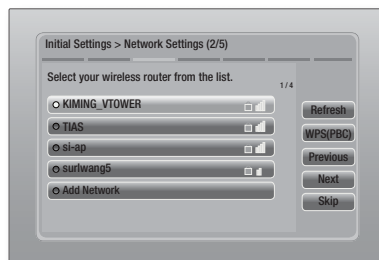 Initial Settings > Network Settings (2/5)
Select your wireless router from the list.
1/4
KIMING_VTOWER
TIAS
si-ap
surlwang5
Add Network
Refresh
WPS(PBC)
Previous
Next
Skip